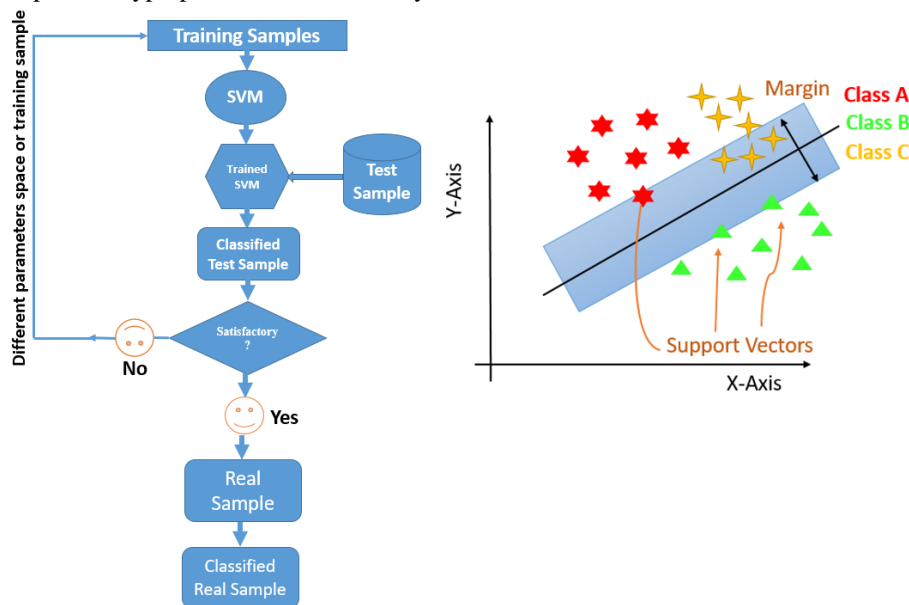 Different parameters space or training sample
Training Samples
SVM
Trained
SVM
Test
Sample
Classified
Test Sample
Satisfactory
?
No
Yes
Real
Sample
Classified
Real Sample
Y-Axis
Margin
Class A
Class B
Class C
Support Vectors
X-Axis